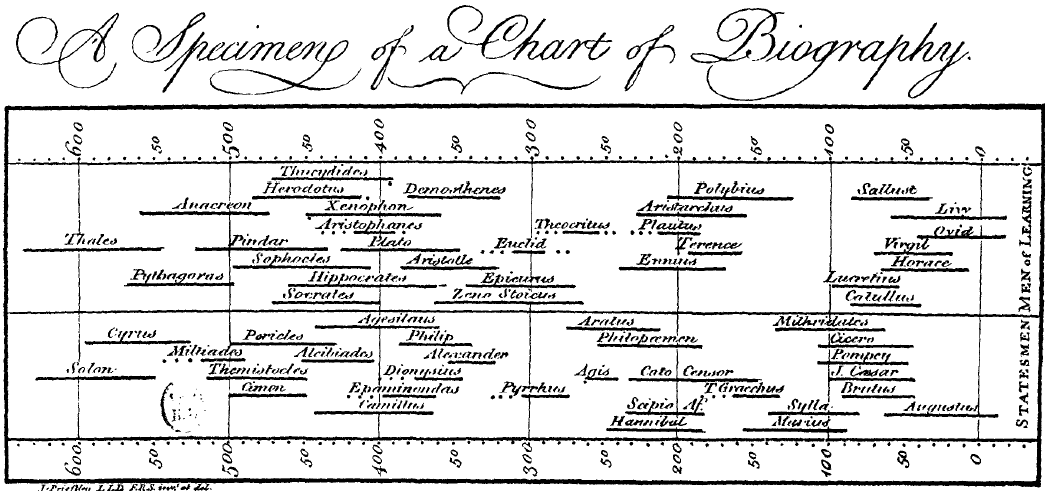 A Specimen of a Chart of Biography.
600 50 500 50 400 50 300 50 200 50 100 50 0
Thucydides
Herodotus Demosthenes Polybius Sallust
Anacreon Xenophon Aristarchus Livy
Aristophanes Theocritus Plautus Ovid
Thales Pindar Plato Euclid Terence Virgil
Sophocles Aristotle Ennius Horace
Pythagoras Hippocrates Epicurus Lucretius
Socrates Zeno Stoicus Catullus
MEN of LEARNING
Agesilaus Aratus Mithridates
Cyrus Pericles Philip Philopœmen Cicero
Miltiades Alcibiades Alexander Pompey
Solon Themistocles Dionysius Agis Cato Censor J. Cæsar
Cimon Epaminondas Pyrrhus T. Gracchus Brutus
Camillus Scipio Af. Sylla Augustus
Hannibal Marius
STATESMEN
600 50 500 50 400 50 300 50 200 50 100 50 0
J. Priestley L.L.D. F.R.S. inv.t et del.